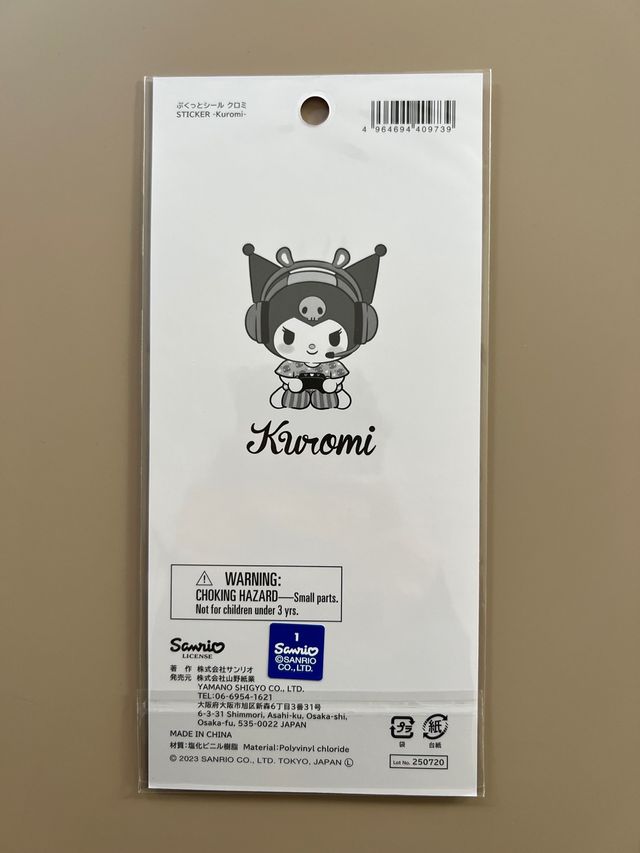 ぷくっとシール クロミ
STICKER -Kuromi-
4 964694 409739
Kuromi
WARNING:
CHOKING HAZARD—Small parts.
Not for children under 3 yrs.
Sanrio
LICENSE
1
Sanrio
©SANRIO
CO., LTD.
著 作 株式会社サンリオ
発売元 株式会社山野紙業
YAMANO SHIGYO CO., LTD.
TEL:06-6954-1621
大阪府大阪市旭区新森6丁目3番31号
6-3-31 Shimmori, Asahi-ku, Osaka-shi,
Osaka-fu, 535-0022 JAPAN
MADE IN CHINA
材質:塩化ビニル樹脂 Material:Polyvinyl chloride
© 2023 SANRIO CO., LTD. TOKYO, JAPAN Ⓛ
プラ
袋
紙
台紙
Lot No. 250720